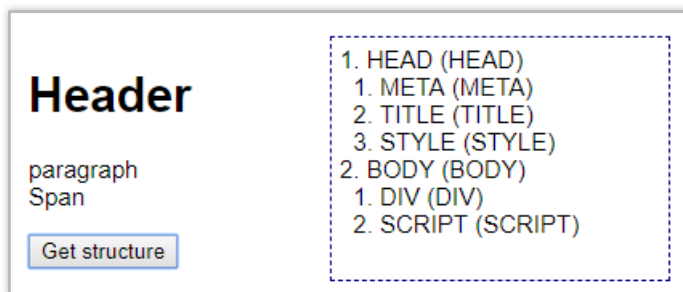 Header
paragraph
Span
Get structure
1. HEAD (HEAD)
1. META (META)
2. TITLE (TITLE)
3. STYLE (STYLE)
2. BODY (BODY)
1. DIV (DIV)
2. SCRIPT (SCRIPT)